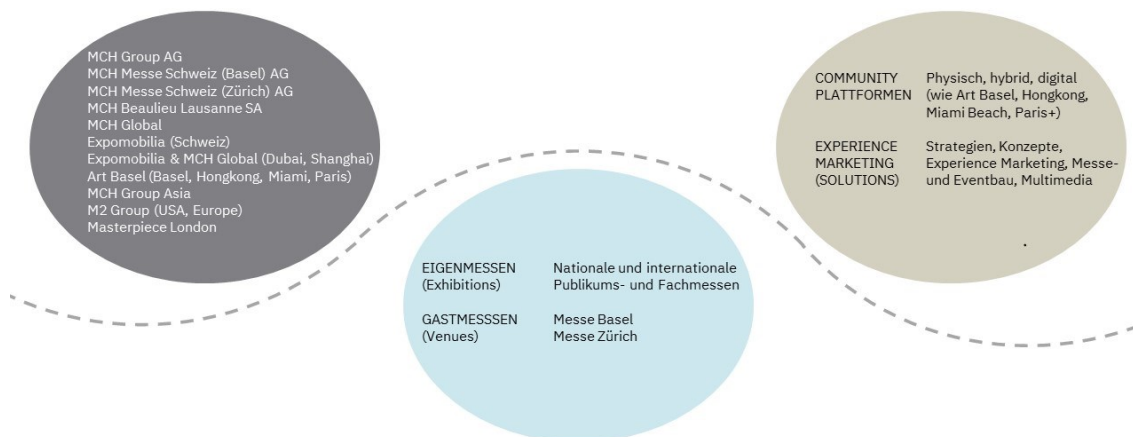 MCH Group AG
MCH Messe Schweiz (Basel) AG
MCH Messe Schweiz (Zürich) AG
MCH Beaulieu Lausanne SA
MCH Global
Expomobilia (Schweiz)
Expomobilia & MCH Global (Dubai, Shanghai)
Art Basel (Basel, Hongkong, Miami, Paris)
MCH Group Asia
M2 Group (USA, Europe)
Masterpiece London
EIGENMESSEN Nationale und internationale
(Exhibitions) Publikums- und Fachmessen
GASTMESSSEN Messe Basel
(Venues) Messe Zürich
COMMUNITY Physisch, hybrid, digital
PLATTFORMEN (wie Art Basel, Hongkong,
Miami Beach, Paris+)
EXPERIENCE Strategien, Konzepte,
MARKETING Experience Marketing, Messe-
(SOLUTIONS) und Eventbau, Multimedia
.